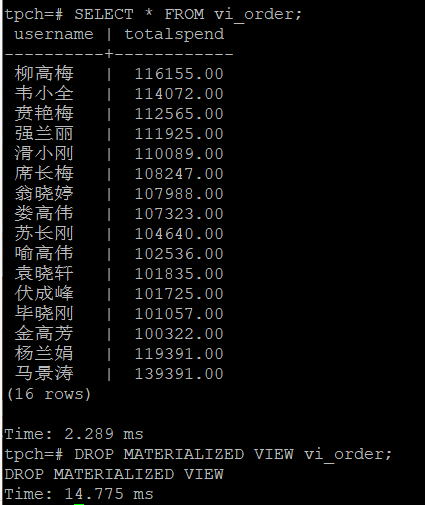 tpch=# SELECT * FROM vi_order;
 username | totalspend
----------+------------
 柳高梅   |  116155.00
 韦小全   |  114072.00
 贲艳梅   |  112565.00
 强兰丽   |  111925.00
 滑小刚   |  110089.00
 席长梅   |  108247.00
 翁晓婷   |  107988.00
 娄高伟   |  107323.00
 苏长刚   |  104640.00
 喻高伟   |  102536.00
 袁晓轩   |  101835.00
 伏成峰   |  101725.00
 毕晓刚   |  101057.00
 金高芳   |  100322.00
 杨兰娟   |  119391.00
 马景涛   |  139391.00
(16 rows)
Time: 2.289 ms
tpch=# DROP MATERIALIZED VIEW vi_order;
DROP MATERIALIZED VIEW
Time: 14.775 ms